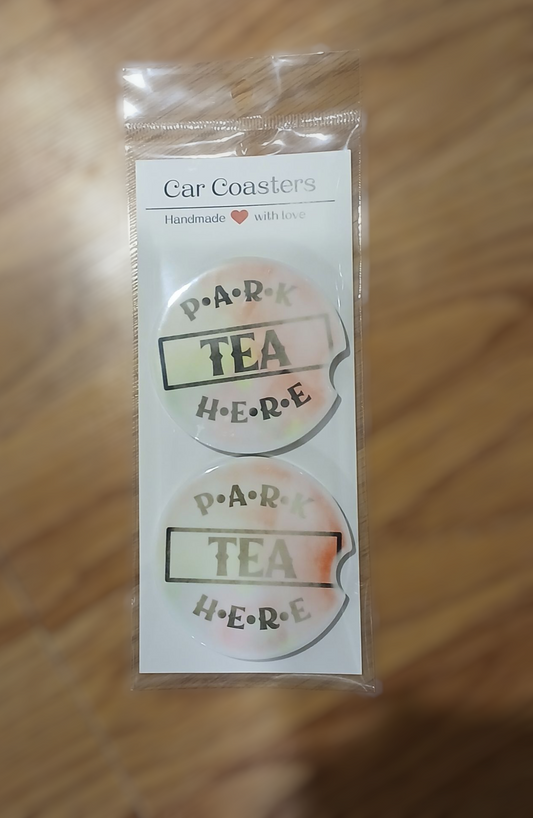 Car Coasters
Handmade ❤ with love
P•A•R•K
TEA
H•E•R•E
P•A•R•K
TEA
H•E•R•E